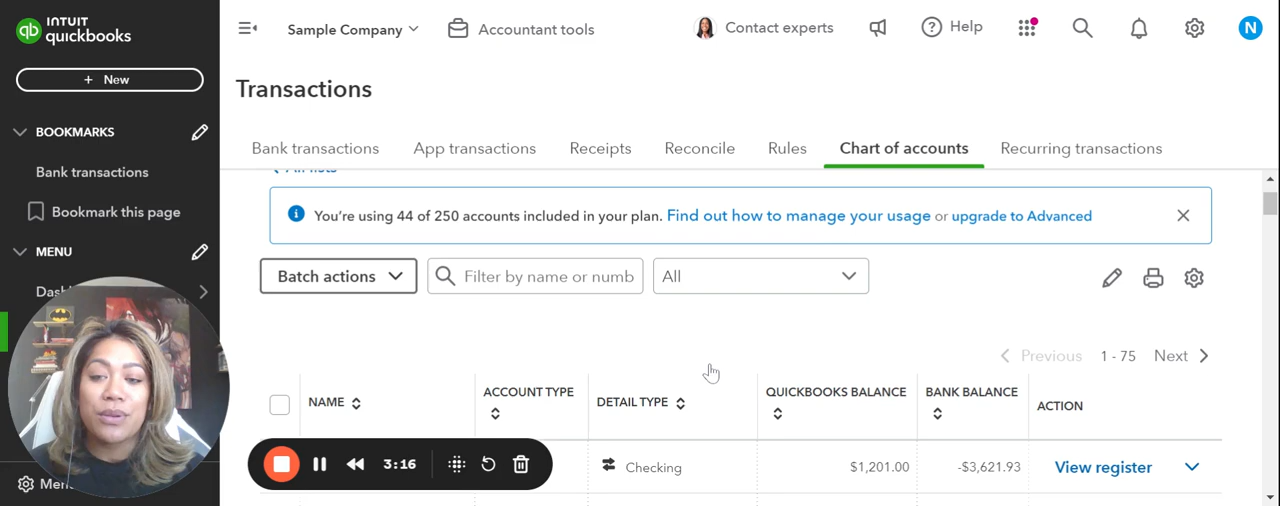 INTUIT
quickbooks
qb
+ New
BOOKMARKS
Bank transactions
Bookmark this page
MENU
Sample Company
Accountant tools
Contact experts
Help
N
Transactions
Bank transactions
App transactions
Receipts
Reconcile
Rules
Chart of accounts
Recurring transactions
You're using 44 of 250 accounts included in your plan. Find out how to manage your usage or upgrade to Advanced
Batch actions
Filter by name or numb
All
Previous 1 - 75 Next
NAME
ACCOUNT TYPE
DETAIL TYPE
QUICKBOOKS BALANCE
BANK BALANCE
ACTION
3:16
Checking
$1,201.00
-$3,621.93
View register